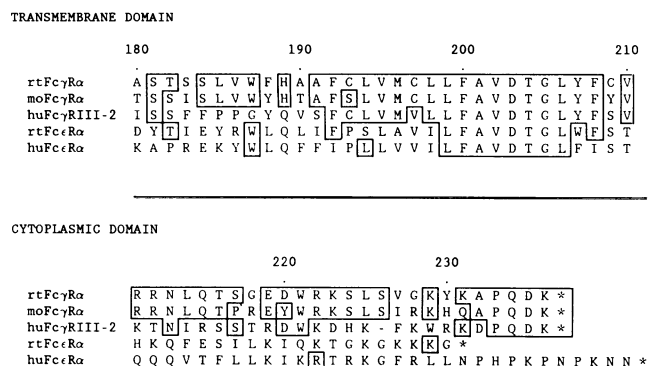 TRANSMEMBRANE DOMAIN
180 190 200 210
rtFcγRα A S T S S L V W F H A A F C L V M C L L F A V D T G L Y F C V
moFcγRα T S S I S L V W Y H T A F S L V M C L L F A V D T G L Y F Y V
huFcγRIII-2 I S S F F P P G Y Q V S F C L V M V L L F A V D T G L Y F S V
rtFcεRα D Y T I E Y R W L Q L I F P S L A V I L F A V D T G L W F S T
huFcεRα K A P R E K Y W L Q F F I P L L V V I L F A V D T G L F I S T
CYTOPLASMIC DOMAIN
220 230
rtFcγRα R R N L Q T S G E D W R K S L S V G K Y K A P Q D K *
moFcγRα R R N L Q T P R E Y W R K S L S I R K H Q A P Q D K *
huFcγRIII-2 K T N I R S S T R D W K D H K - F K W R K D P Q D K *
rtFcεRα H K Q F E S I L K I Q K T G K G K K K G *
huFcεRα Q Q Q V T F L L K I K R T R K G F R L L N P H P K P N P K N N *